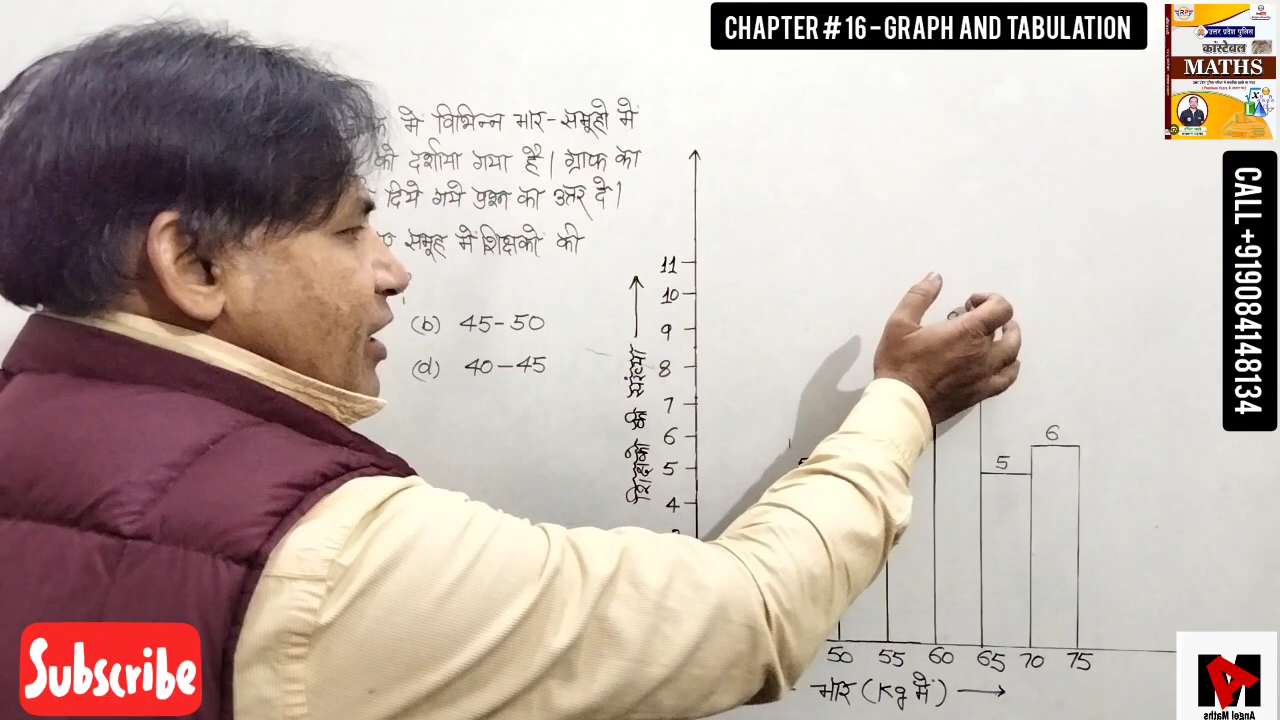 CHAPTER # 16 – GRAPH AND TABULATION
उत्तर प्रदेश पुलिस
कांस्टेबल
MATHS
CALL +919084148134
में विभिन्न भार-समूहो में
को दर्शाया गया है। ग्राफ का
दिये गये प्रश्न का उत्तर दे।
समूह में शिक्षकों की
(b) 45-50
(d) 40-45
शिक्षकों की संख्या
11
10
9
8
7
6
5
4
5
6
50 55 60 65 70 75
भार (Kg में)
Subscribe
Angel Maths